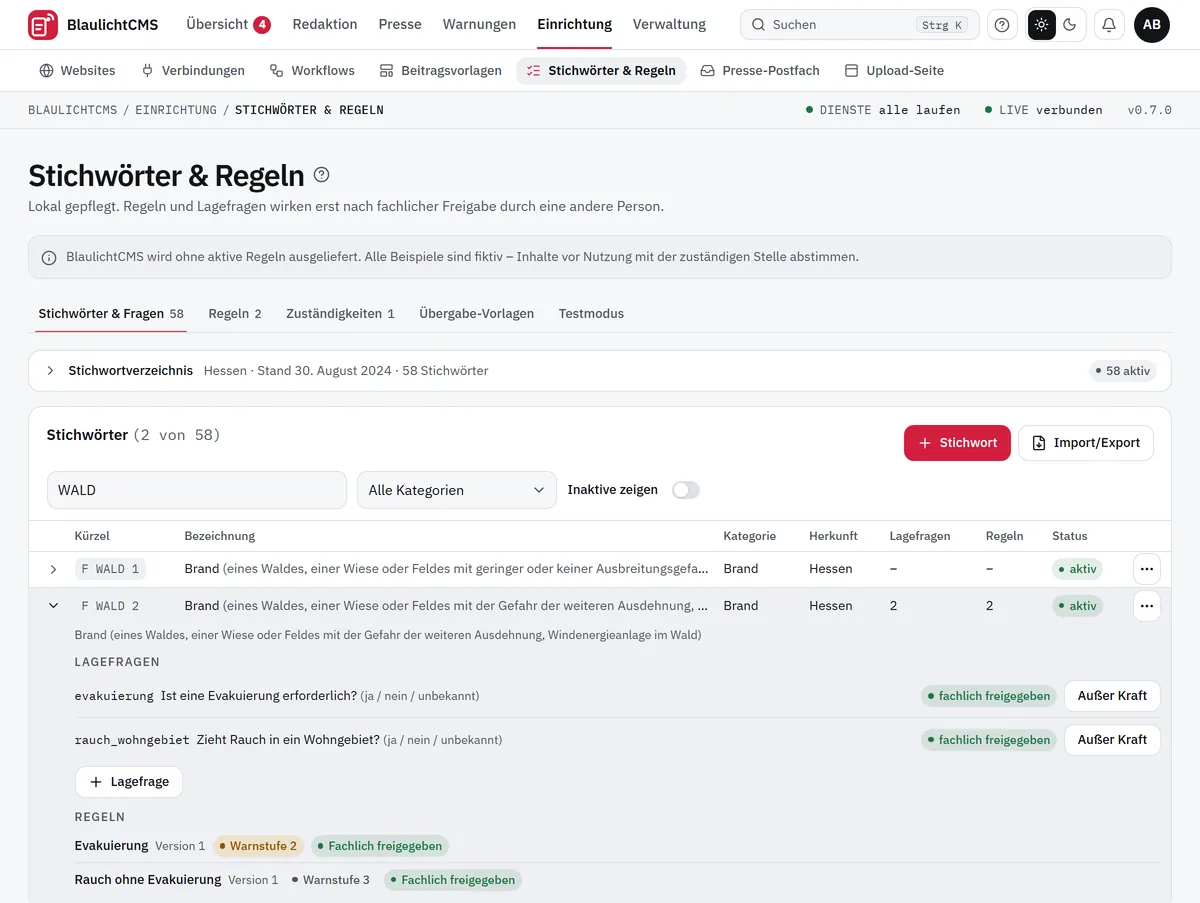 BlaulichtCMS Übersicht 4 Redaktion Presse Warnungen Einrichtung Verwaltung Suchen Strg K AB
Websites Verbindungen Workflows Beitragsvorlagen Stichwörter & Regeln Presse-Postfach Upload-Seite
BLAULICHTCMS / EINRICHTUNG / STICHWÖRTER & REGELN DIENSTE alle laufen LIVE verbunden v0.7.0
Stichwörter & Regeln
Lokal gepflegt. Regeln und Lagefragen wirken erst nach fachlicher Freigabe durch eine andere Person.
BlaulichtCMS wird ohne aktive Regeln ausgeliefert. Alle Beispiele sind fiktiv – Inhalte vor Nutzung mit der zuständigen Stelle abstimmen.
Stichwörter & Fragen 58 Regeln 2 Zuständigkeiten 1 Übergabe-Vorlagen Testmodus
Stichwortverzeichnis Hessen · Stand 30. August 2024 · 58 Stichwörter 58 aktiv
Stichwörter (2 von 58)
+ Stichwort Import/Export
WALD Alle Kategorien Inaktive zeigen
Kürzel Bezeichnung Kategorie Herkunft Lagefragen Regeln Status
F WALD 1 Brand (eines Waldes, einer Wiese oder Feldes mit geringer oder keiner Ausbreitungsgefa... Brand Hessen – – aktiv ...
F WALD 2 Brand (eines Waldes, einer Wiese oder Feldes mit der Gefahr der weiteren Ausdehnung, ... Brand Hessen 2 2 aktiv ...
Brand (eines Waldes, einer Wiese oder Feldes mit der Gefahr der weiteren Ausdehnung, Windenergieanlage im Wald)
LAGEFRAGEN
evakuierung Ist eine Evakuierung erforderlich? (ja / nein / unbekannt) fachlich freigegeben Außer Kraft
rauch_wohngebiet Zieht Rauch in ein Wohngebiet? (ja / nein / unbekannt) fachlich freigegeben Außer Kraft
+ Lagefrage
REGELN
Evakuierung Version 1 Warnstufe 2 Fachlich freigegeben
Rauch ohne Evakuierung Version 1 Warnstufe 3 Fachlich freigegeben